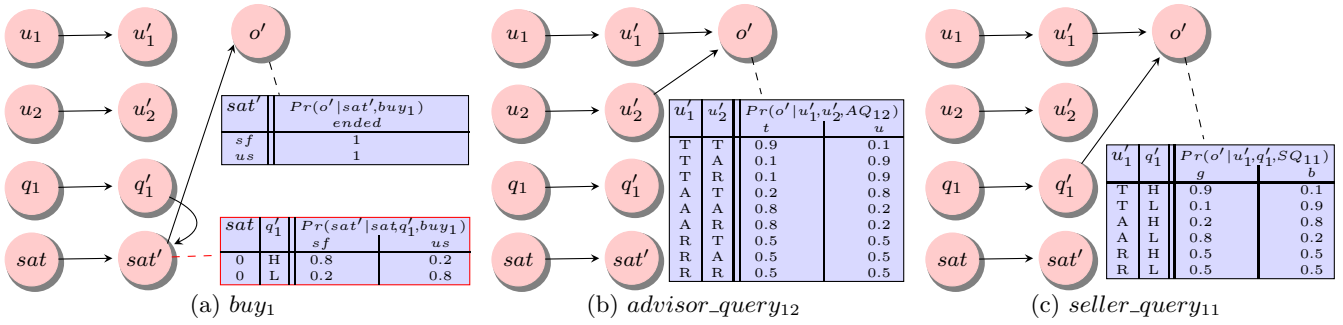 u₁ u′₁ o′
u₂ u′₂
q₁ q′₁
sat sat′
sat′ Pr(o′|sat′,buy₁)
ended
sf 1
us 1
sat q′₁ Pr(sat′|sat,q′₁,buy₁)
sf us
0 H 0.8 0.2
0 L 0.2 0.8
(a) buy₁
u₁ u′₁ o′
u₂ u′₂
q₁ q′₁
sat sat′
u′₁ u′₂ Pr(o′|u′₁,u′₂,AQ₁₂)
t u
T T 0.9 0.1
T A 0.1 0.9
T R 0.1 0.9
A T 0.2 0.8
A A 0.8 0.2
A R 0.8 0.2
R T 0.5 0.5
R A 0.5 0.5
R R 0.5 0.5
(b) advisor_query₁₂
u₁ u′₁ o′
u₂ u′₂
q₁ q′₁
sat sat′
u′₁ q′₁ Pr(o′|u′₁,q′₁,SQ₁₁)
g b
T H 0.9 0.1
T L 0.1 0.9
A H 0.2 0.8
A L 0.8 0.2
R H 0.5 0.5
R L 0.5 0.5
(c) seller_query₁₁